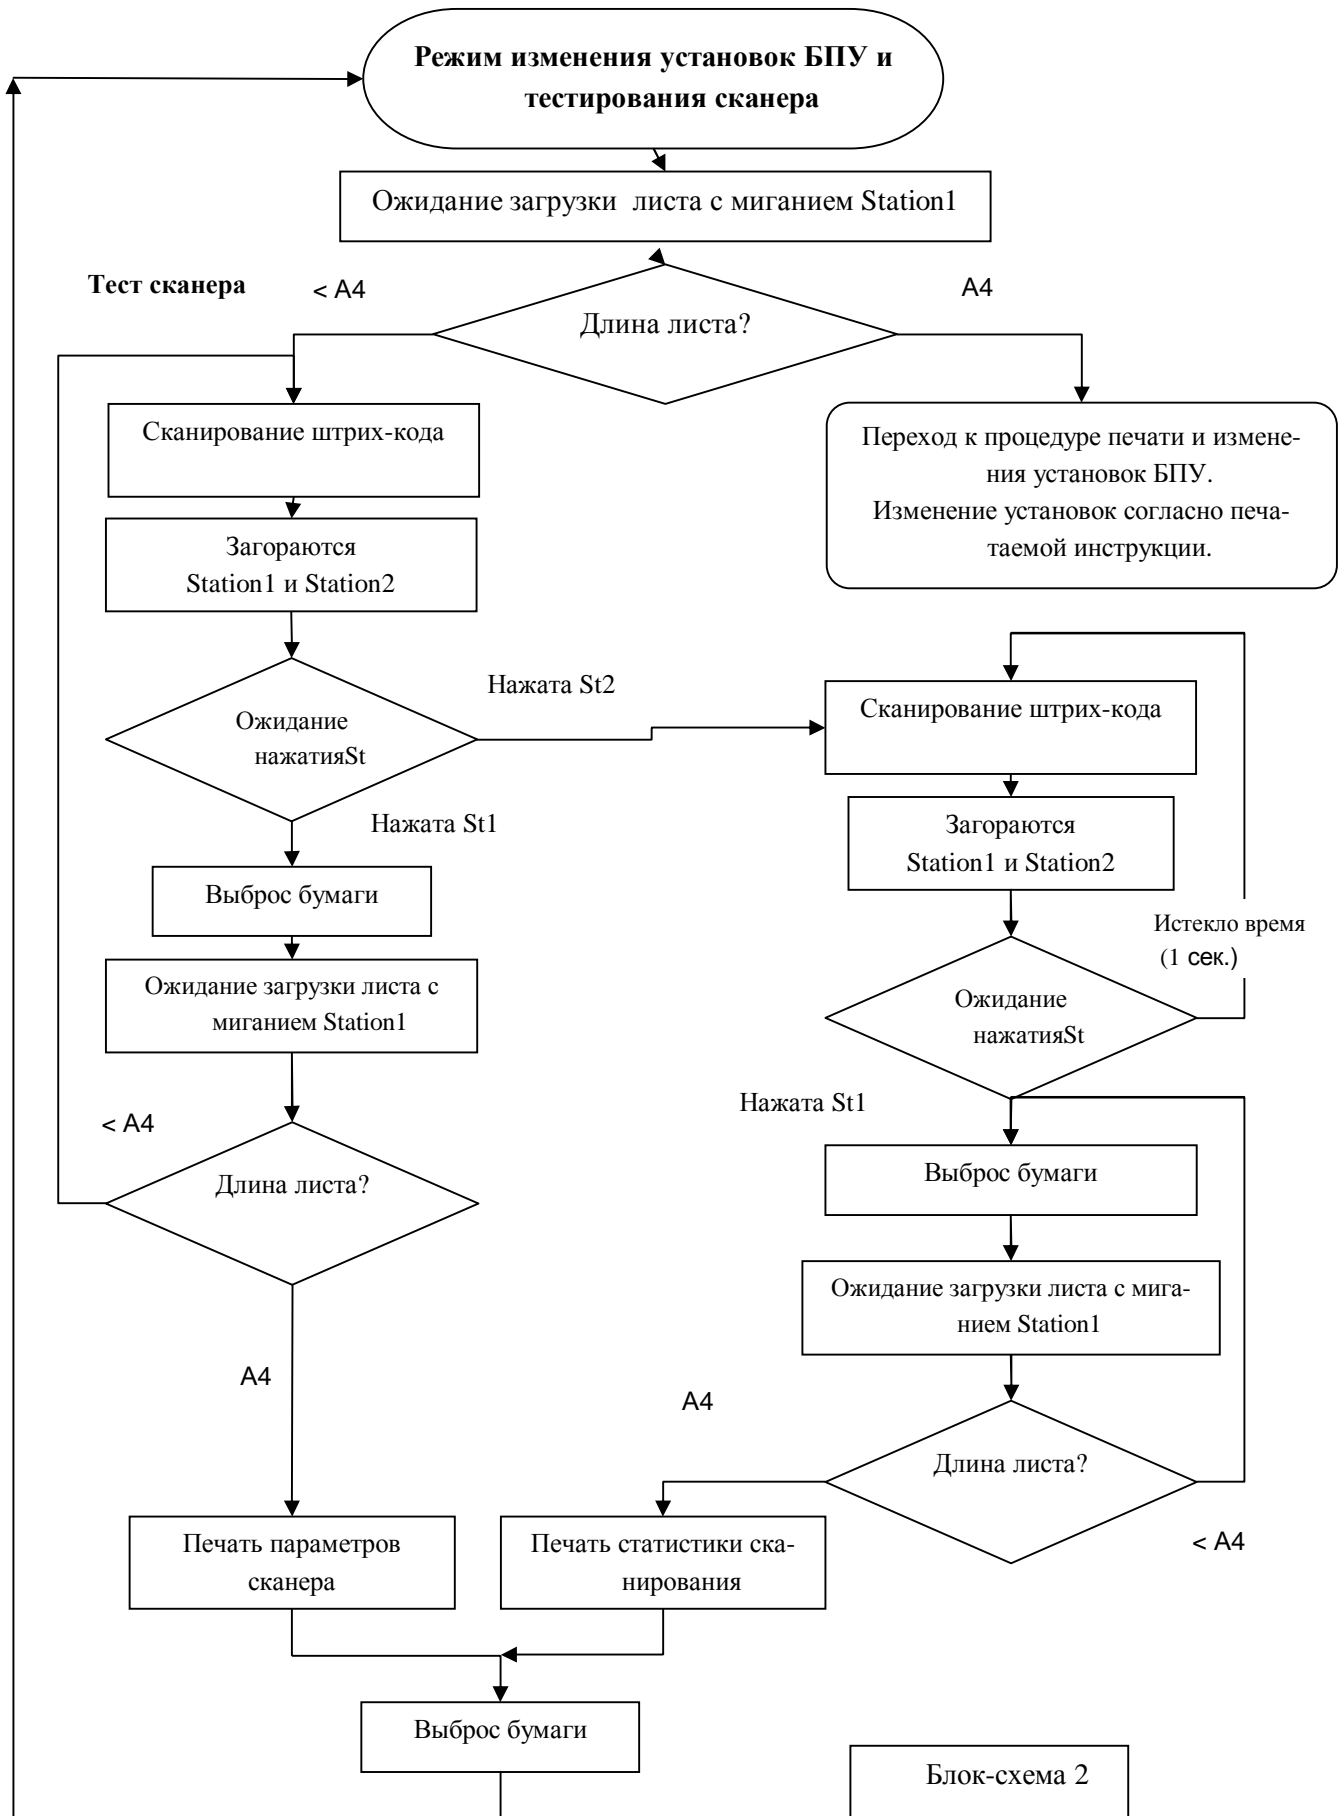 Режим изменения установок БПУ и
тестирования сканера
Ожидание загрузки листа с миганием Station1
Тест сканера
< A4
A4
Длина листа?
Сканирование штрих-кода
Переход к процедуре печати и измене-
ния установок БПУ.
Изменение установок согласно печа-
таемой инструкции.
Загораются
Station1 и Station2
Нажата St2
Ожидание
нажатияSt
Сканирование штрих-кода
Нажата St1
Загораются
Station1 и Station2
Выброс бумаги
Истекло время
(1 сек.)
Ожидание загрузки листа с
миганием Station1
Ожидание
нажатияSt
Нажата St1
< A4
Длина листа?
Выброс бумаги
Ожидание загрузки листа с мига-
нием Station1
A4
A4
Длина листа?
< A4
Печать параметров
сканера
Печать статистики ска-
нирования
Выброс бумаги
Блок-схема 2